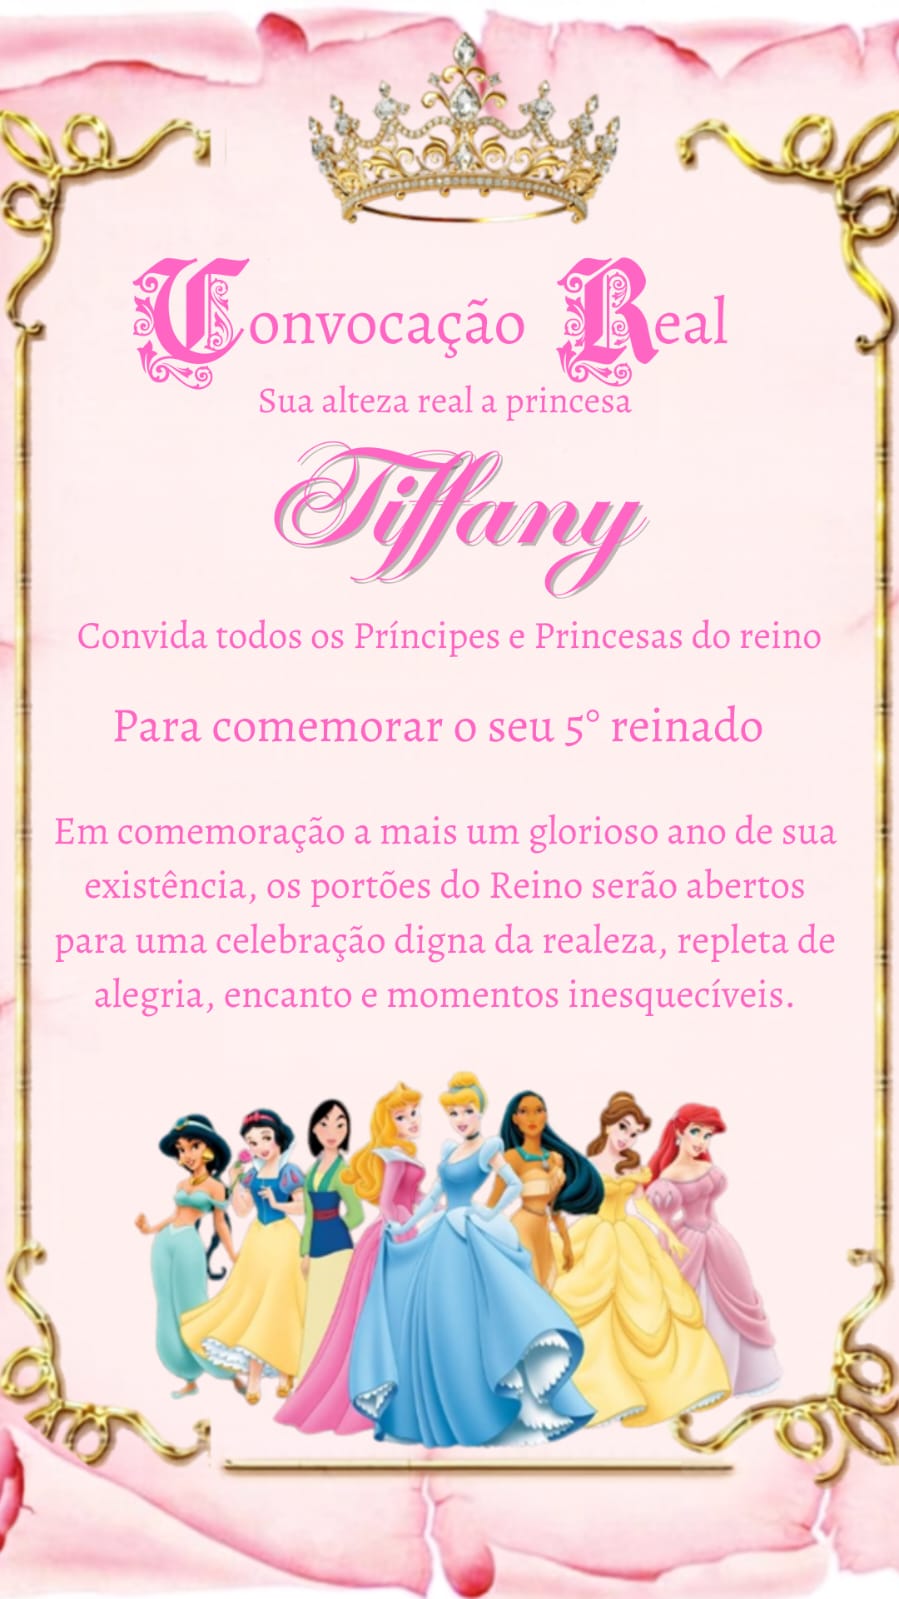 Convocação Real
Sua alteza real a princesa
Tiffany
Convida todos os Príncipes e Princesas do reino
Para comemorar o seu 5° reinado
Em comemoração a mais um glorioso ano de sua
existência, os portões do Reino serão abertos
para uma celebração digna da realeza, repleta de
alegria, encanto e momentos inesquecíveis.